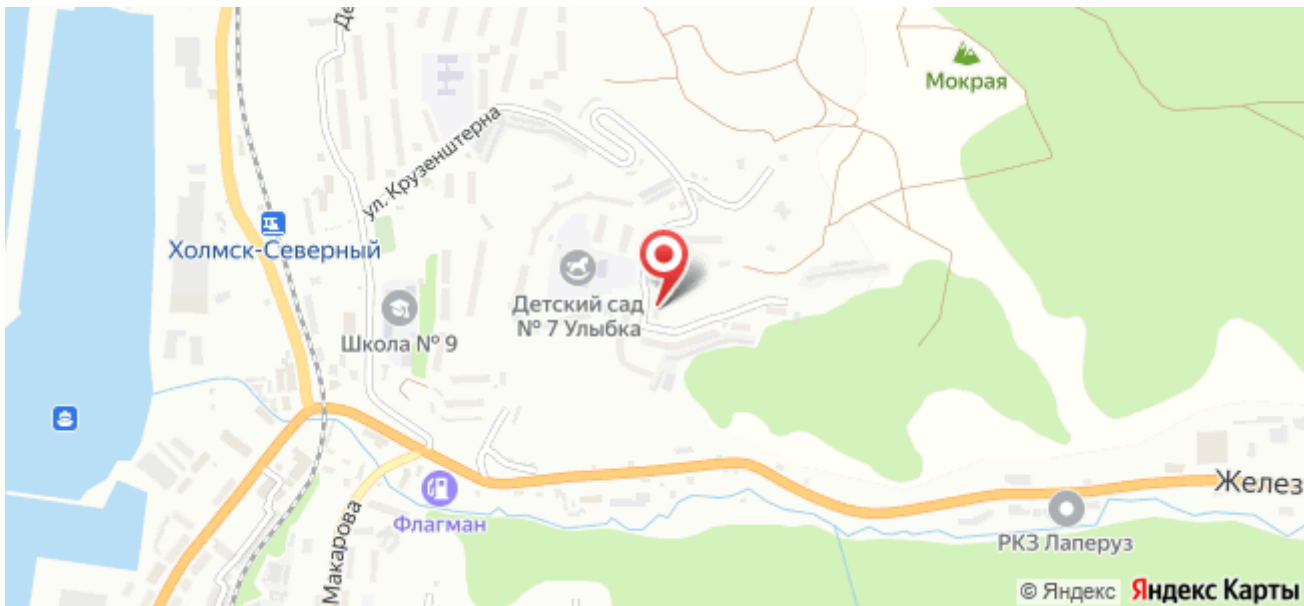 Де
Мокрая
ул. Крузенштерна
Холмск-Северный
Детский сад
№ 7 Улыбка
Школа № 9
Желез
Флагман
Макарова
РКЗ Лаперуз
© Яндекс Яндекс Карты